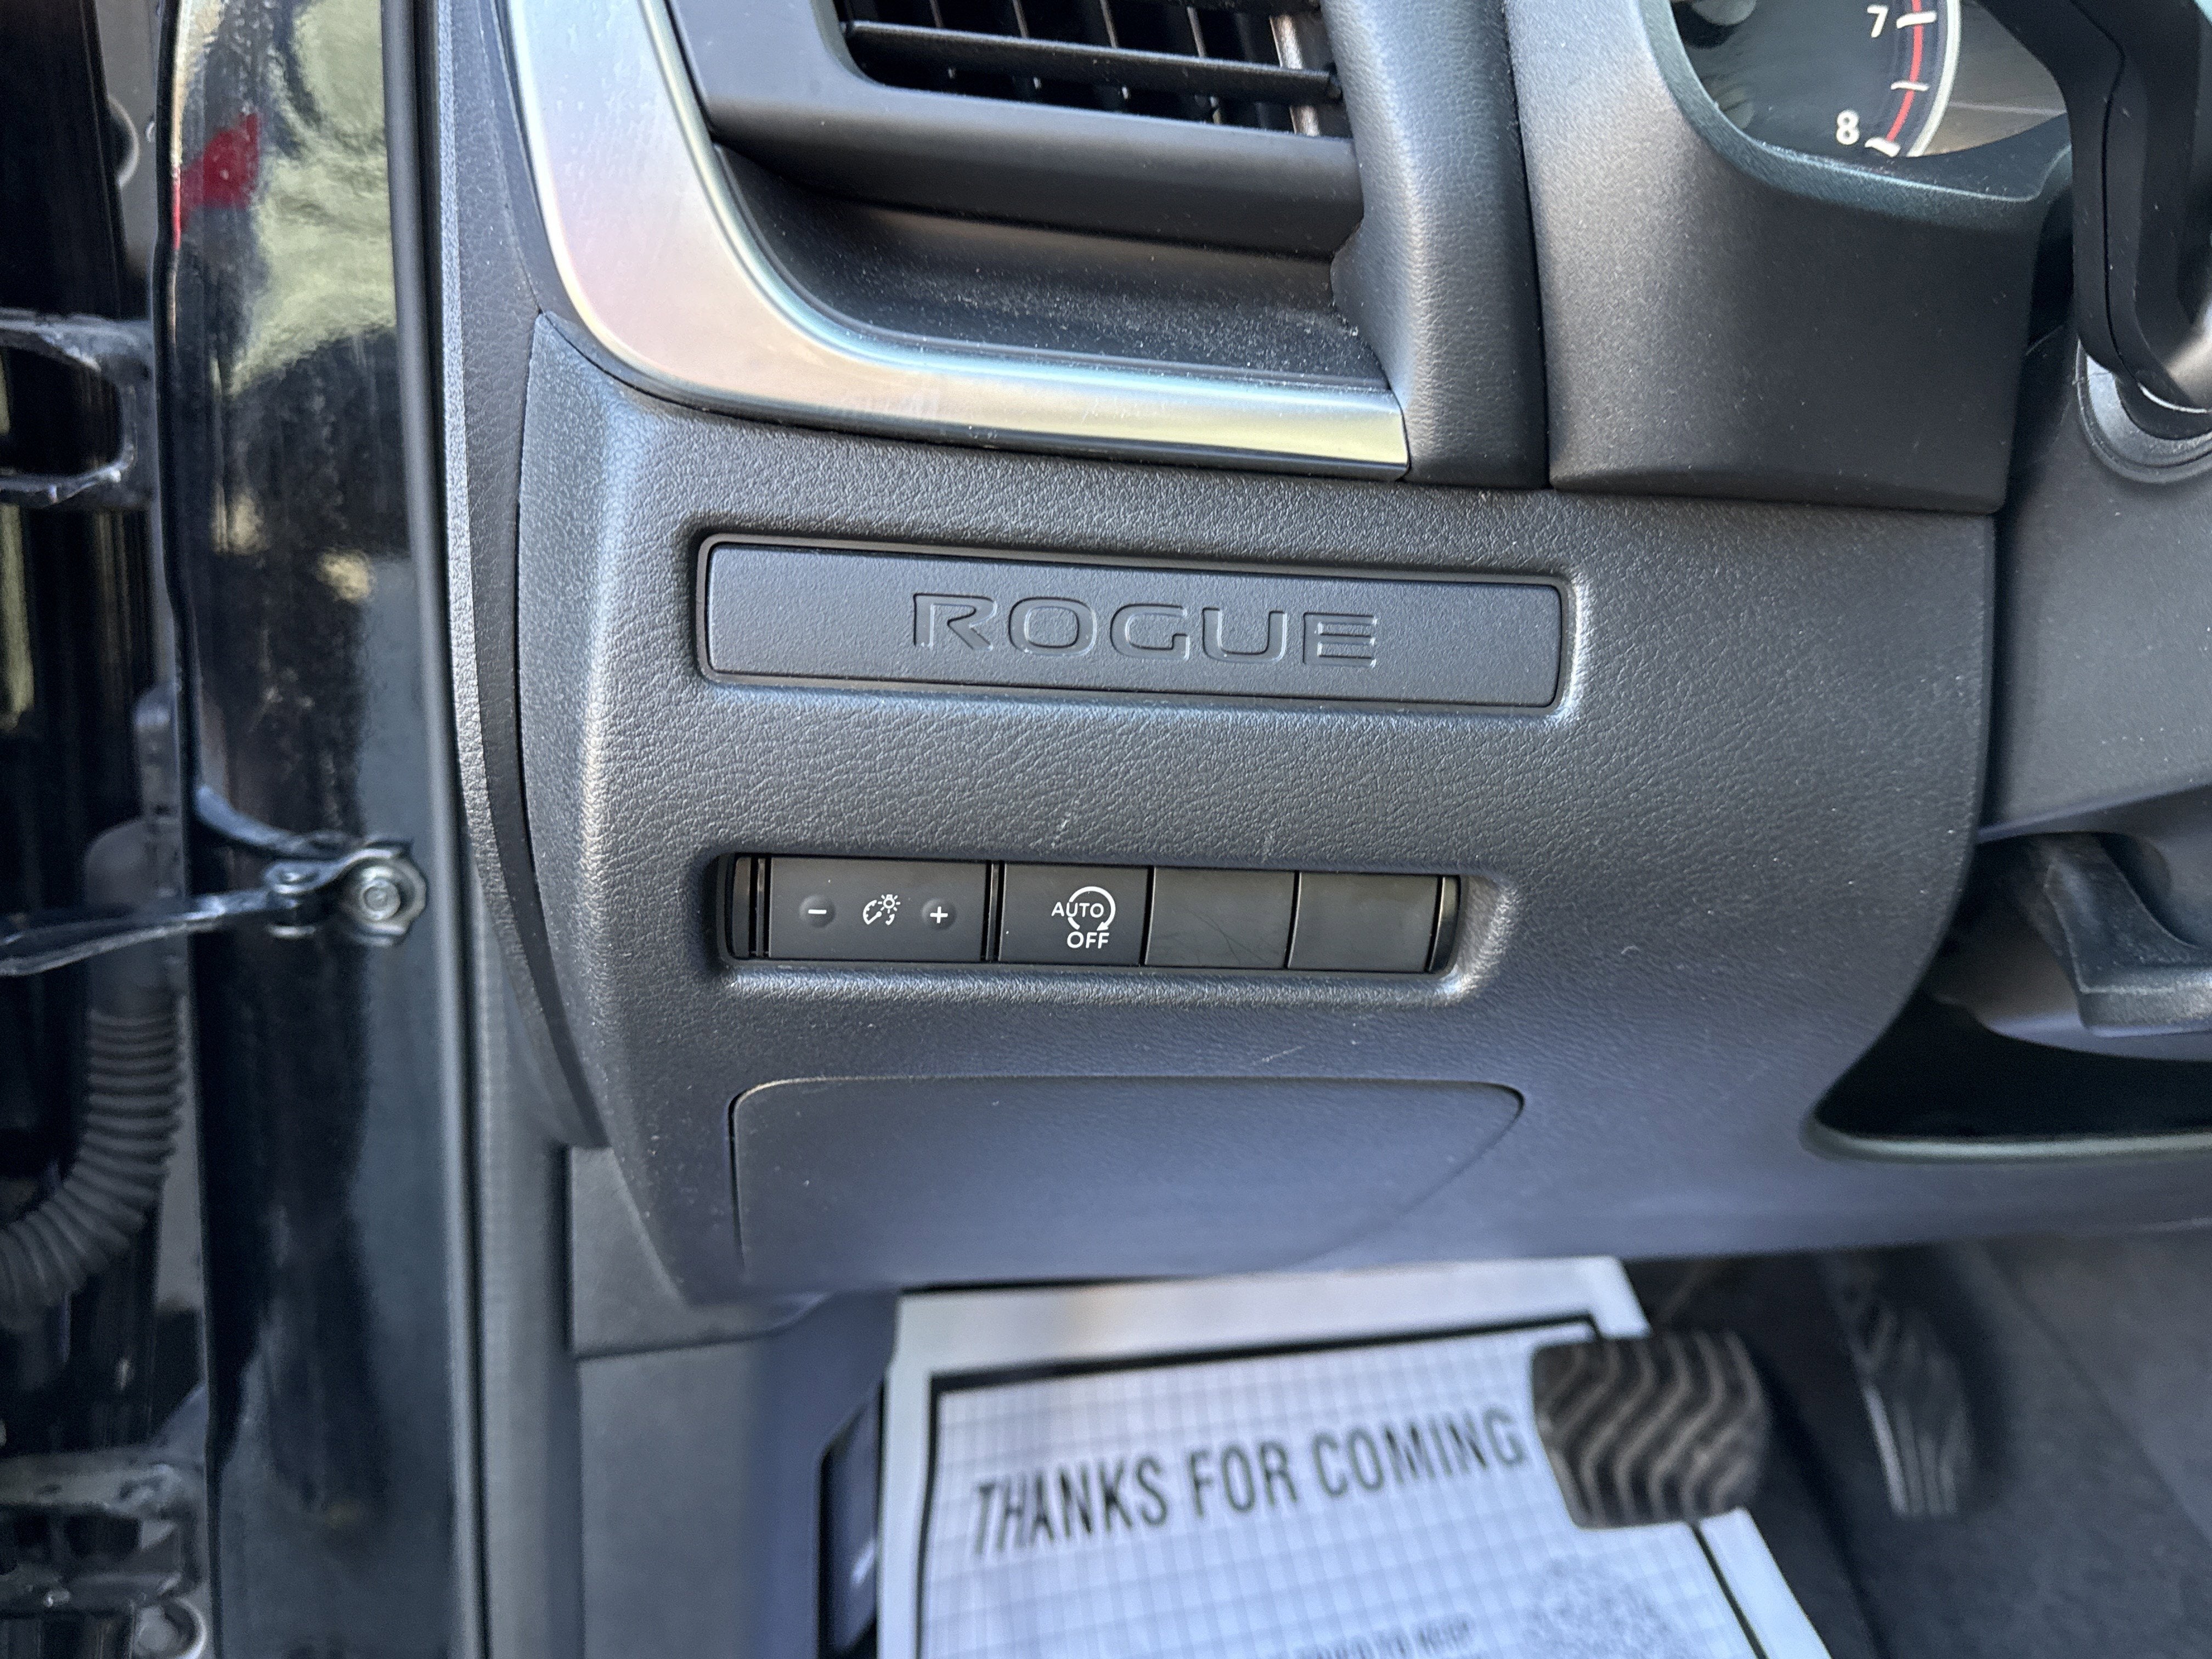 7
8
ROGUE
- +
AUTO
OFF
THANKS FOR COMING